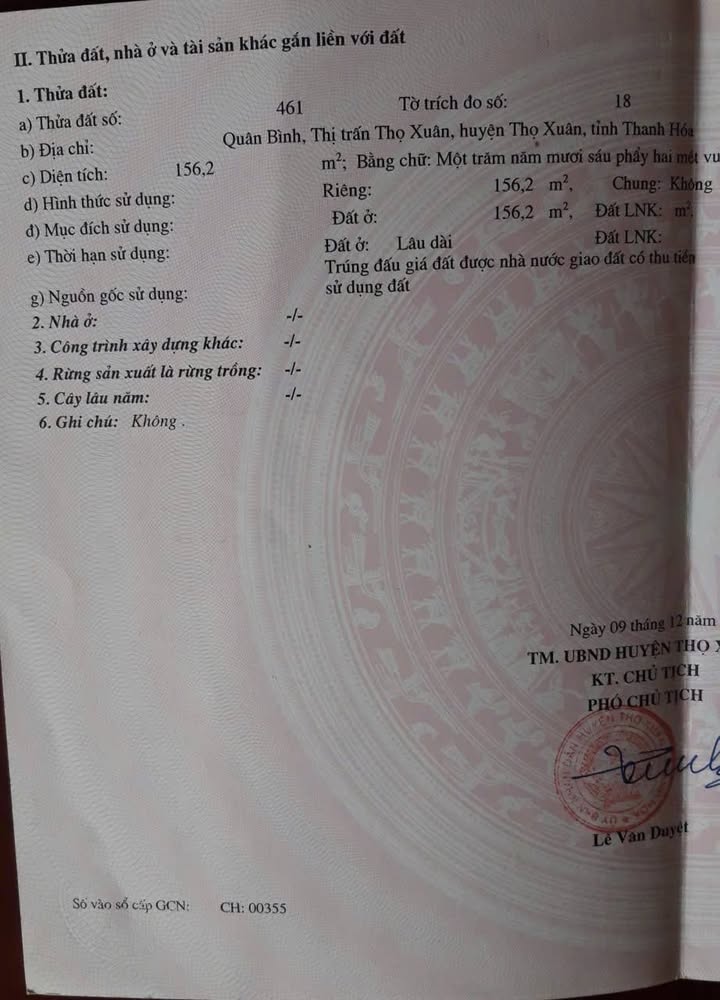 II. Thửa đất, nhà ở và tài sản khác gắn liền với đất
1. Thửa đất:
a) Thửa đất số: 461 Tờ trích đo số: 18
b) Địa chỉ: Quân Bình, Thị trấn Thọ Xuân, huyện Thọ Xuân, tỉnh Thanh Hóa
c) Diện tích: 156,2 m²; Bằng chữ: Một trăm năm mươi sáu phẩy hai mét vu
d) Hình thức sử dụng: Riêng: 156,2 m², Chung: Không
đ) Mục đích sử dụng: Đất ở: 156,2 m², Đất LNK: m²,
e) Thời hạn sử dụng: Đất ở: Lâu dài Đất LNK:
g) Nguồn gốc sử dụng: Trúng đấu giá đất được nhà nước giao đất có thu tiền
sử dụng đất
2. Nhà ở: -/-
3. Công trình xây dựng khác: -/-
4. Rừng sản xuất là rừng trồng: -/-
5. Cây lâu năm: -/-
6. Ghi chú: Không .
Ngày 09 tháng 12 năm
TM. UBND HUYỆN THỌ X
KT. CHỦ TỊCH
PHÓ CHỦ TỊCH
Lê Văn Duyệt
Số vào sổ cấp GCN: CH: 00355